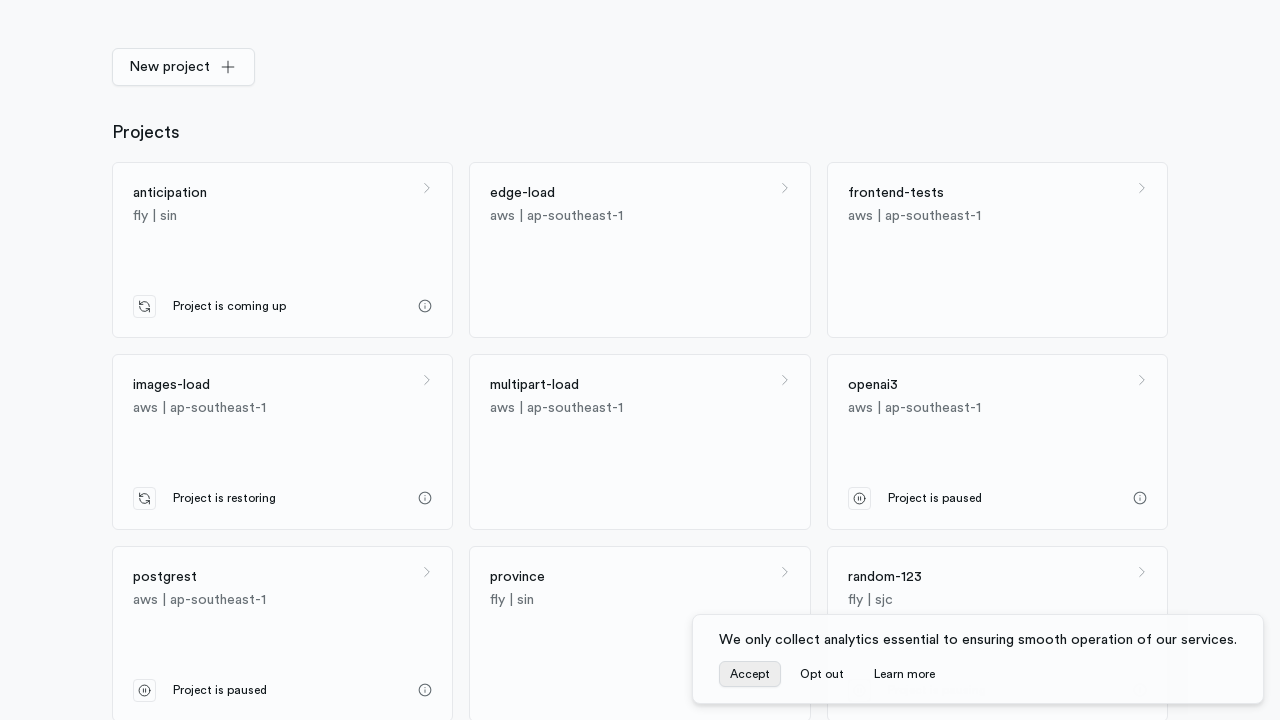 New project
Projects
anticipation
fly | sin
Project is coming up
edge-load
aws | ap-southeast-1
frontend-tests
aws | ap-southeast-1
images-load
aws | ap-southeast-1
Project is restoring
multipart-load
aws | ap-southeast-1
openai3
aws | ap-southeast-1
Project is paused
postgrest
aws | ap-southeast-1
Project is paused
province
fly | sin
random-123
fly | sjc
We only collect analytics essential to ensuring smooth operation of our services.
Accept
Opt out
Learn more